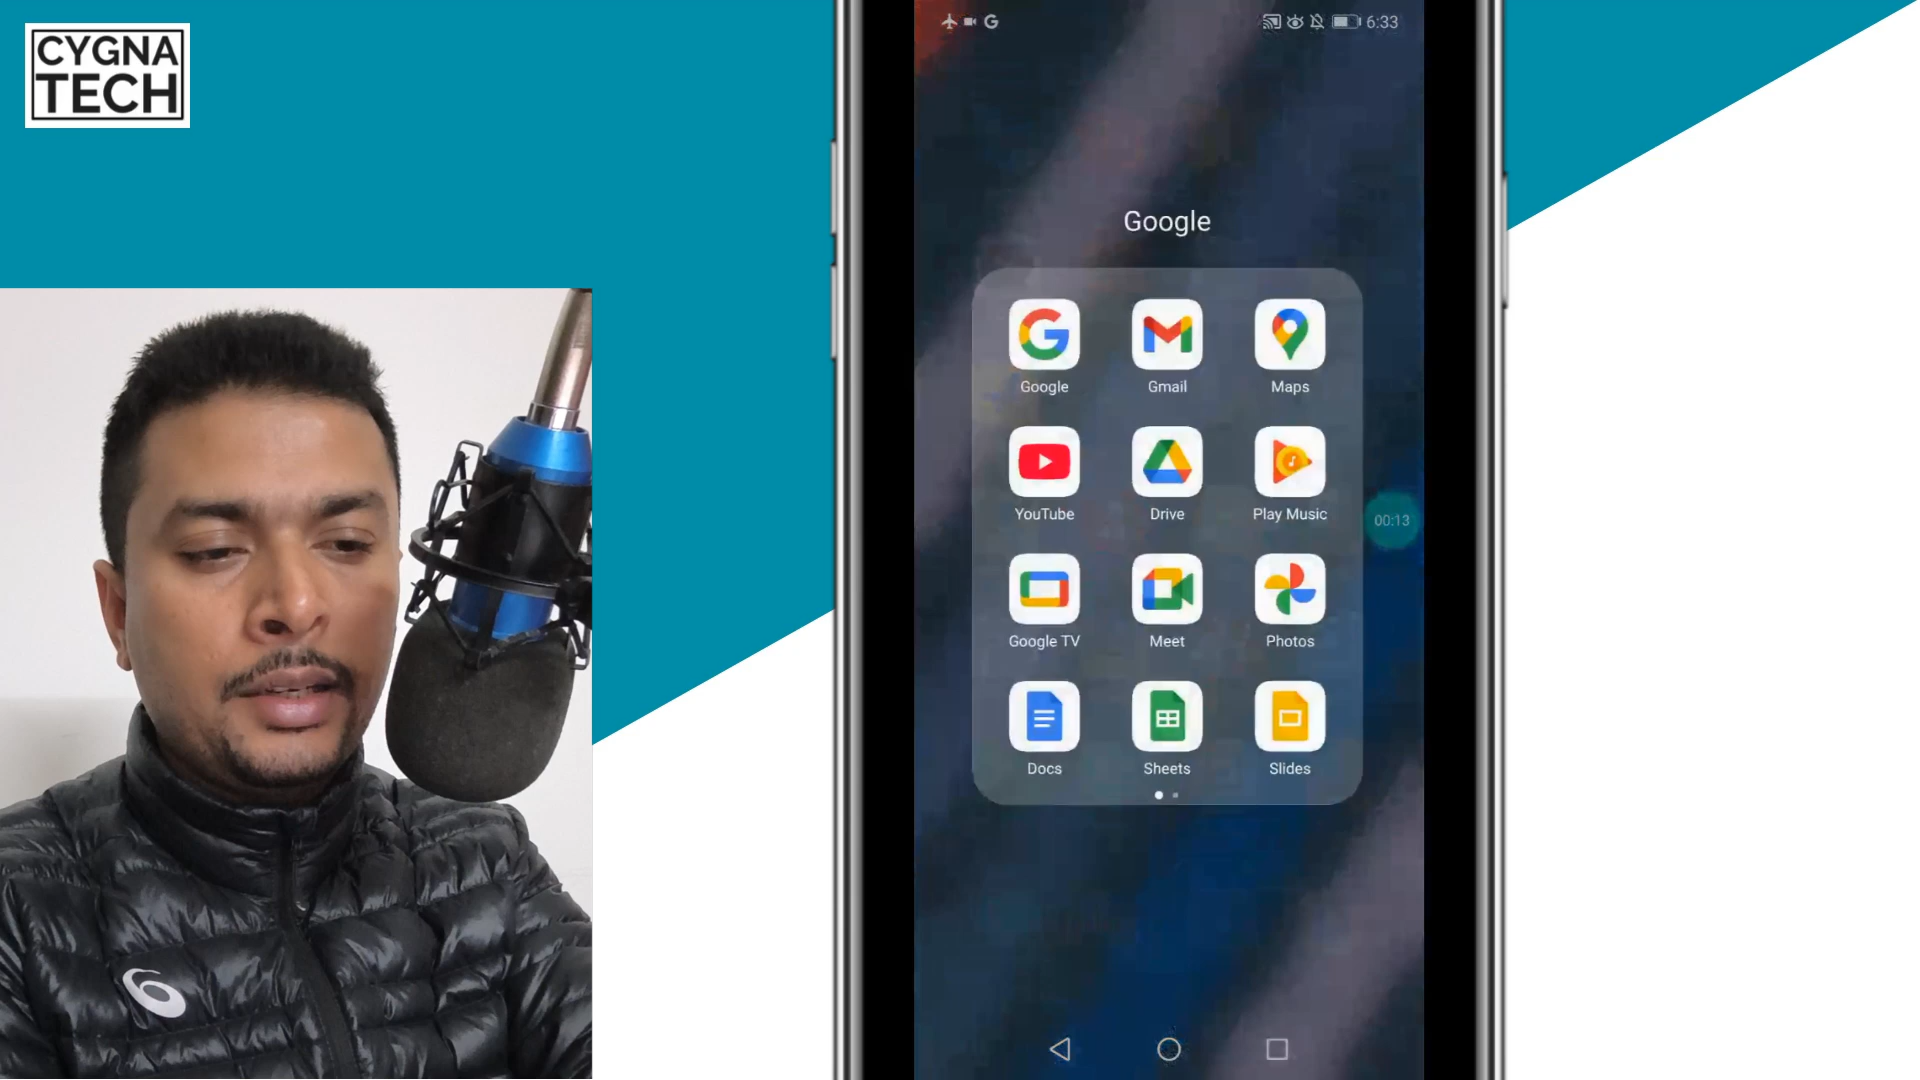 CYGNA
TECH
6:33
Google
Google Gmail Maps
YouTube Drive Play Music
00:13
Google TV Meet Photos
Docs Sheets Slides